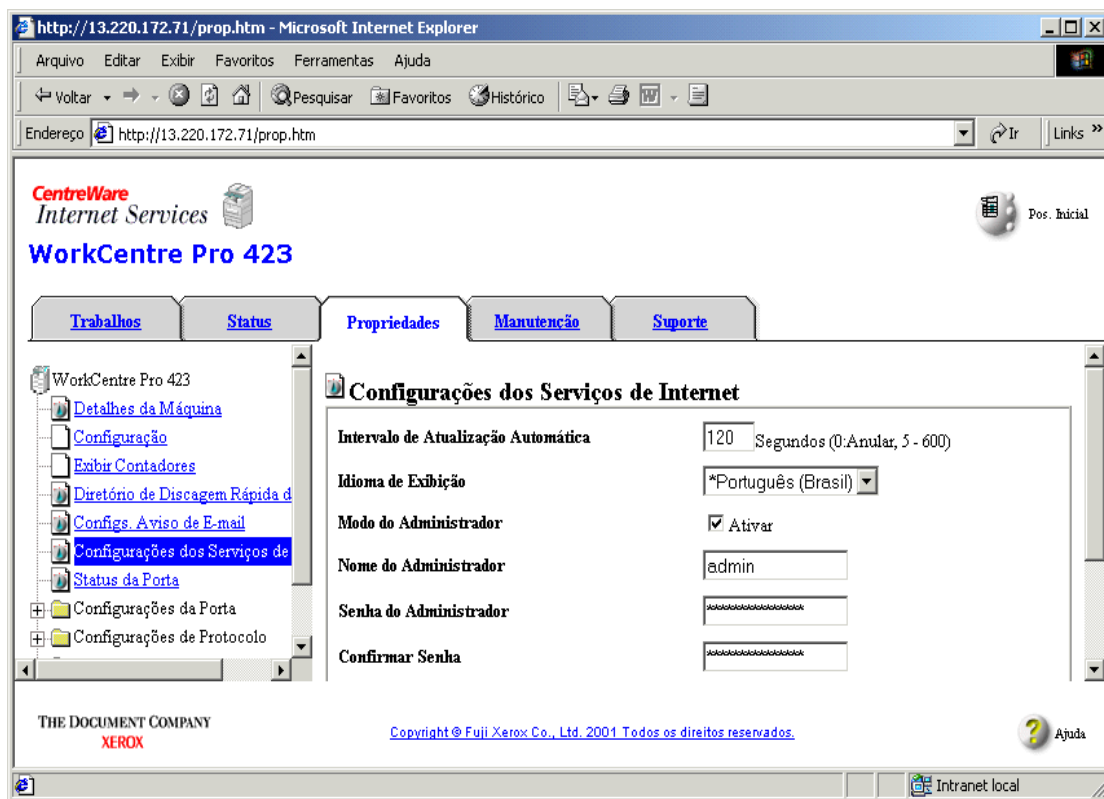 http://13.220.172.71/prop.htm - Microsoft Internet Explorer
Arquivo Editar Exibir Favoritos Ferramentas Ajuda
Voltar Pesquisar Favoritos Histórico
Endereço http://13.220.172.71/prop.htm Ir Links »
CentreWare
Internet Services
Pos. Inicial
WorkCentre Pro 423
Trabalhos Status Propriedades Manutenção Suporte
WorkCentre Pro 423
Detalhes da Máquina
Configuração
Exibir Contadores
Diretório de Discagem Rápida d
Configs. Aviso de E-mail
Configurações dos Serviços de
Status da Porta
Configurações da Porta
Configurações de Protocolo
Configurações dos Serviços de Internet
Intervalo de Atualização Automática 120 Segundos (0:Anular, 5 - 600)
Idioma de Exibição *Português (Brasil)
Modo do Administrador Ativar
Nome do Administrador admin
Senha do Administrador ****************
Confirmar Senha ****************
THE DOCUMENT COMPANY
XEROX
Copyright © Fuji Xerox Co., Ltd. 2001 Todos os direitos reservados.
Ajuda
Intranet local